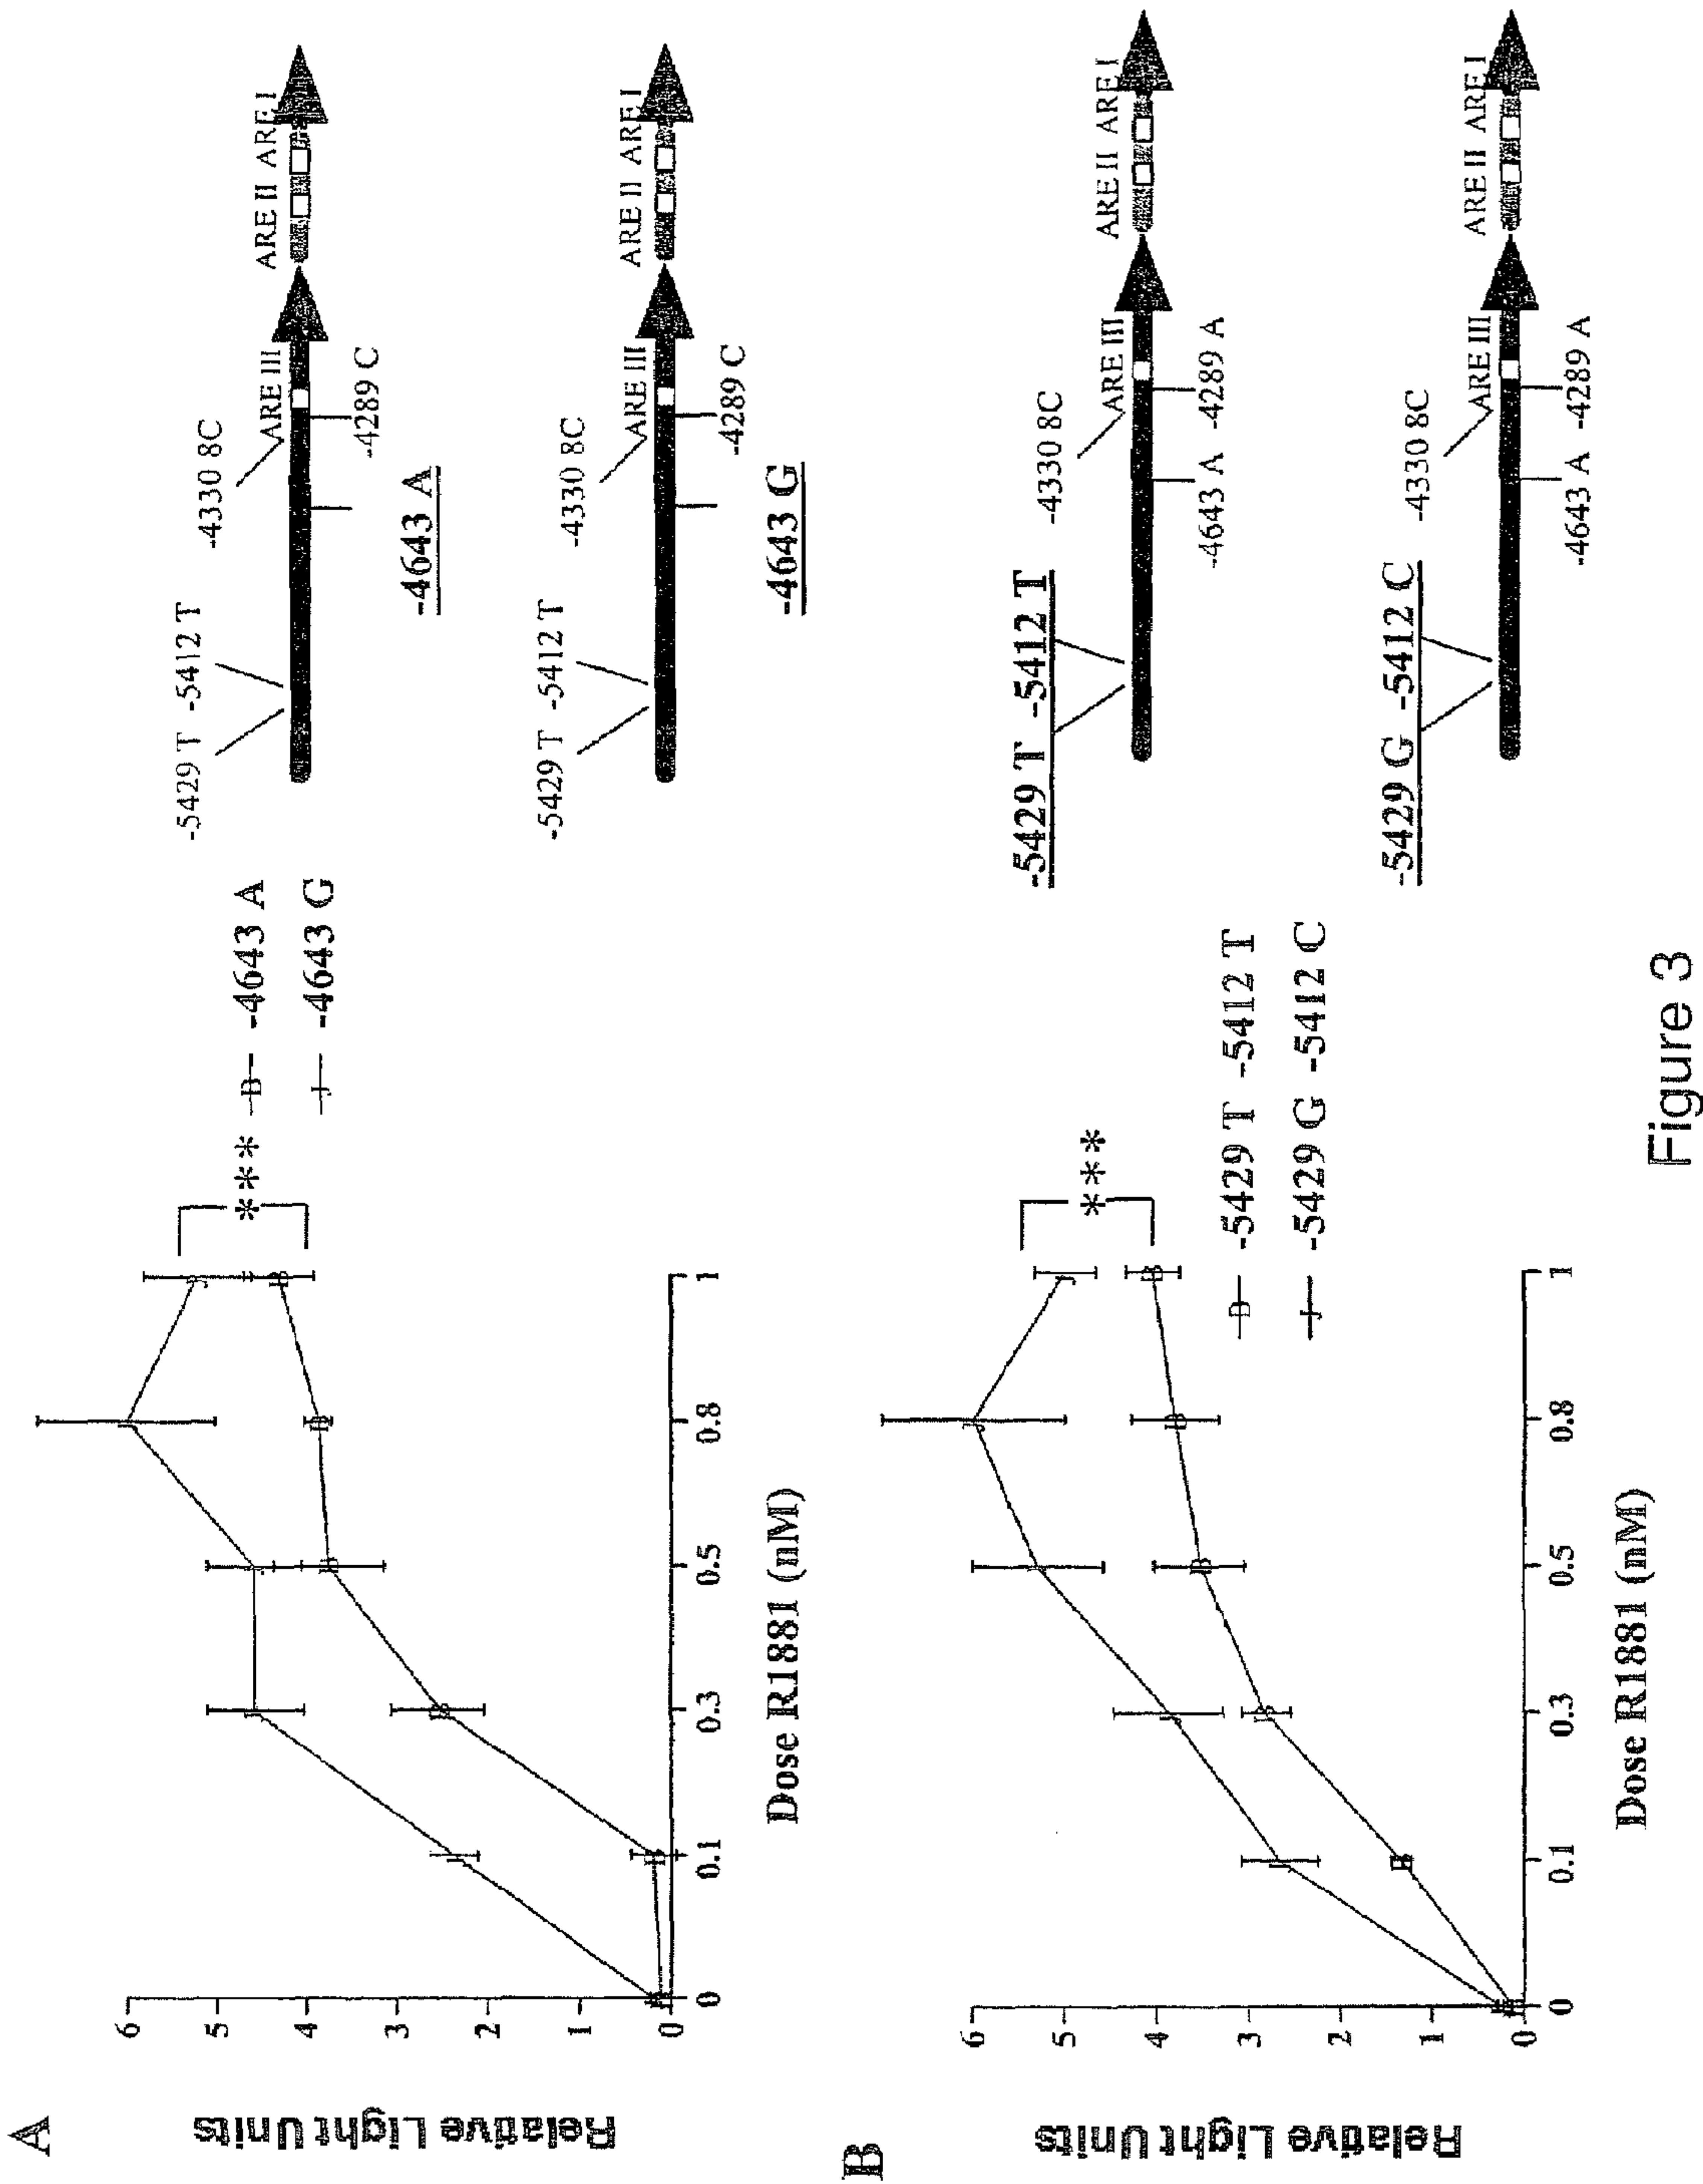 A
Relative Light Units
6
5
4
3
2
1
0
0 0.1 0.3 0.5 0.8 1
Dose R1881 (nM)
***
B -4643 A
J -4643 G
-5429 T -5412 T
-4330 8C
ARE III
ARE II ARE I
-4289 C
-4643 A
-5429 T -5412 T
-4330 8C
ARE III
ARE II ARE I
-4289 C
-4643 G
B
Relative Light Units
6
5
4
3
2
1
0
0 0.1 0.3 0.5 0.8 1
Dose R1881 (nM)
***
B -5429 T -5412 T
J -5429 G -5412 C
-5429 T -5412 T
-4330 8C
ARE III
ARE II ARE I
-4643 A -4289 A
-5429 G -5412 C
-4330 8C
ARE III
ARE II ARE I
-4643 A -4289 A
Figure 3